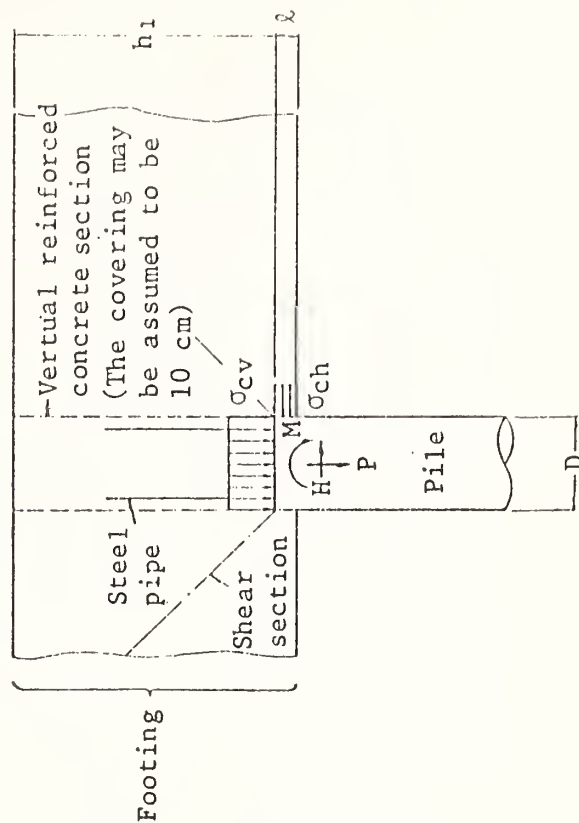 Vertual reinforced
concrete section
(The covering may
be assumed to be
10 cm)
h1
ℓ
σcv
σch
Steel
pipe
Shear
section
Footing
M
H
P
Pile
D